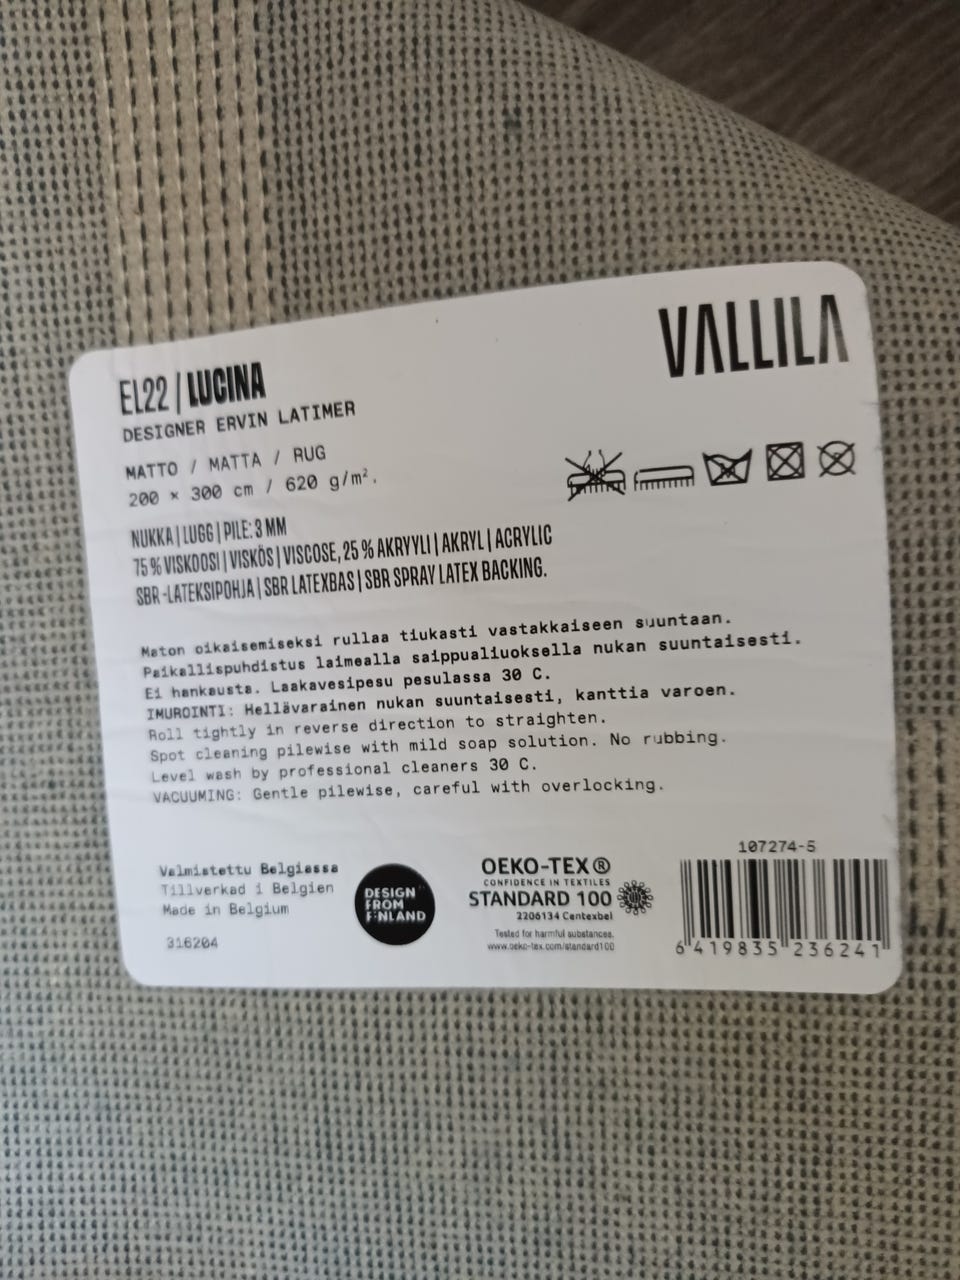 VALLILA
EL22 | LUCINA
DESIGNER ERVIN LATIMER
MATTO / MATTA / RUG
200 × 300 cm / 620 g/m².
NUKKA | LUGG | PILE: 3 MM
75 % VISKOOSI | VISKÖS | VISCOSE, 25 % AKRYYLI | AKRYL | ACRYLIC
SBR -LATEKSIPOHJA | SBR LATEXBAS | SBR SPRAY LATEX BACKING.
Maton oikaisemiseksi rullaa tiukasti vastakkaiseen suuntaan.
Paikallispuhdistus laimealla saippualiuoksella nukan suuntaisesti.
Ei hankausta. Laakavesipesu pesulassa 30 C.
IMUROINTI: Hellävarainen nukan suuntaisesti, kanttia varoen.
Roll tightly in reverse direction to straighten.
Spot cleaning pilewise with mild soap solution. No rubbing.
Level wash by professional cleaners 30 C.
VACUUMING: Gentle pilewise, careful with overlocking.
Valmistettu Belgiassa
Tillverkad i Belgien
Made in Belgium
316204
DESIGN
FROM
FINLAND
OEKO-TEX®
CONFIDENCE IN TEXTILES
STANDARD 100
2206134 Centexbel
Tested for harmful substances.
www.oeko-tex.com/standard100
107274-5
6 419835 236241